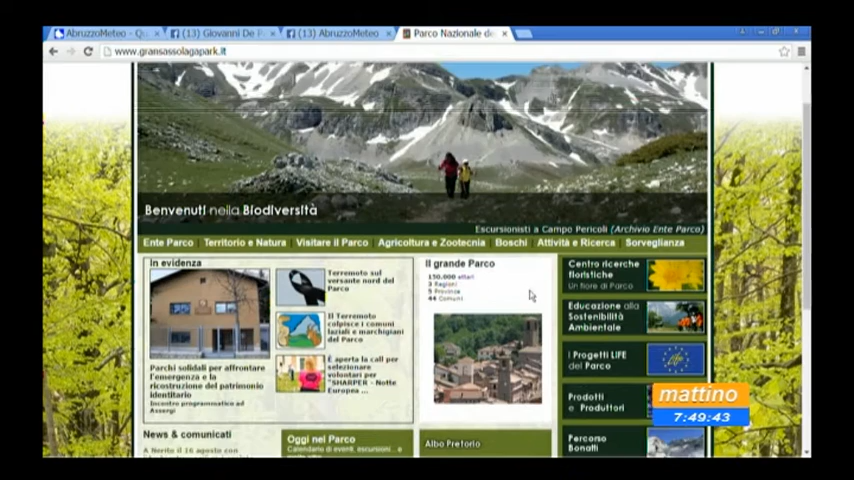 AbruzzoMeteo - Qu
(13) Giovanni De P
(13) AbruzzoMeteo
Parco Nazionale de
www.gransassolagapark.it
Benvenuti nella Biodiversità
Escursionisti a Campo Pericoli (Archivio Ente Parco)
Ente Parco | Territorio e Natura | Visitare il Parco | Agricoltura e Zootecnia | Boschi | Attività e Ricerca | Sorveglianza
In evidenza
Parchi solidali per affrontare
l'emergenza e la
ricostruzione del patrimonio
identitario
Incontro programmatico ad
Assergi
Terremoto sul
versante nord del
Parco
Il Terremoto
colpisce i comuni
laziali e marchigiani
del Parco
È aperta la call per
selezionare
volontari per
"SHARPER - Notte
Europea ...
Il grande Parco
150.000 ettari
3 Regioni
5 Province
44 Comuni
Centro ricerche
floristiche
Un fiore di Parco
Educazione alla
Sostenibilità
Ambientale
I Progetti LIFE
del Parco
Prodotti
e Produttori
Percorso
Bonatti
mattino
7:49:43
News & comunicati
A Nerito il 16 agosto con
Oggi nel Parco
Calendario di eventi, escursioni... a
Albo Pretorio